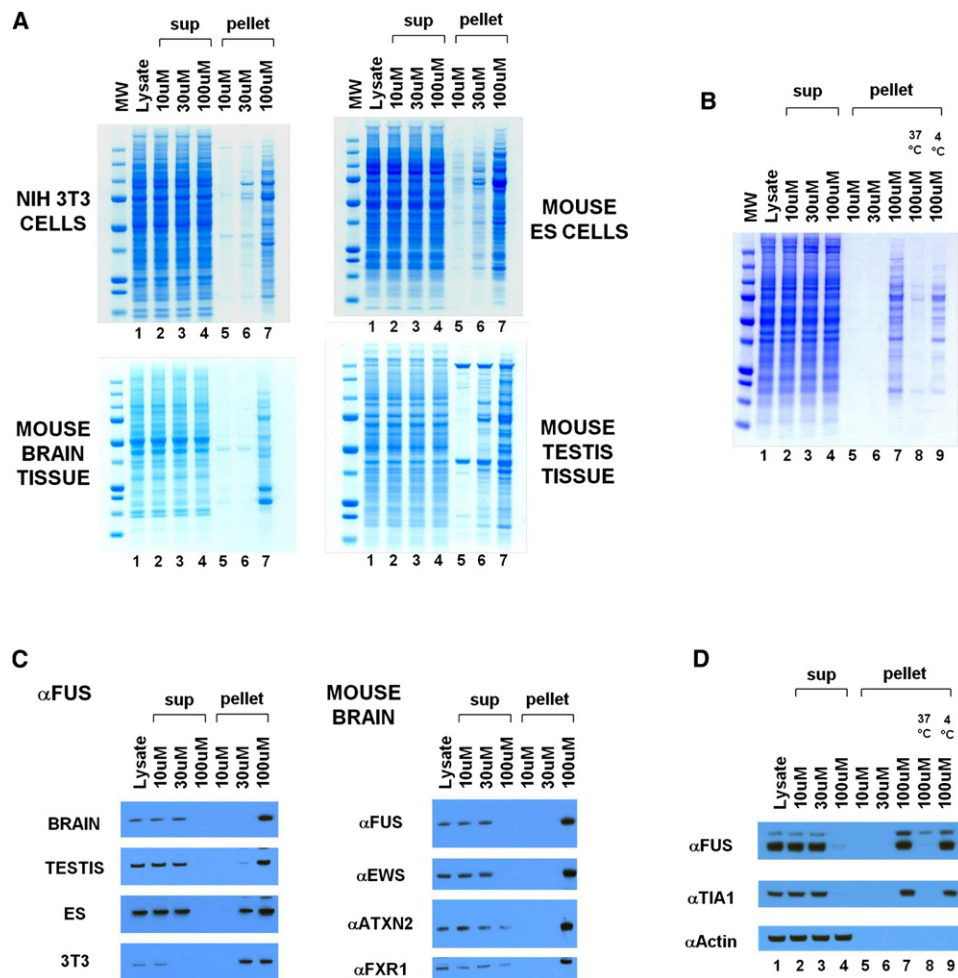 A
sup pellet
MW Lysate 10uM 30uM 100uM 10uM 30uM 100uM
NIH 3T3
CELLS
1 2 3 4 5 6 7
sup pellet
MW Lysate 10uM 30uM 100uM 10uM 30uM 100uM
MOUSE
ES CELLS
1 2 3 4 5 6 7
MOUSE
BRAIN
TISSUE
1 2 3 4 5 6 7
MOUSE
TESTIS
TISSUE
1 2 3 4 5 6 7
B
sup pellet
37 4
°C °C
MW Lysate 10uM 30uM 100uM 10uM 30uM 100uM 100uM 100uM
1 2 3 4 5 6 7 8 9
C
αFUS
sup pellet
Lysate 10uM 30uM 100uM 10uM 30uM 100uM
BRAIN
TESTIS
ES
3T3
MOUSE
BRAIN
sup pellet
Lysate 10uM 30uM 100uM 10uM 30uM 100uM
αFUS
αEWS
αATXN2
αFXR1
D
sup pellet
37 4
°C °C
Lysate 10uM 30uM 100uM 10uM 30uM 100uM 100uM 100uM
αFUS
αTIA1
αActin
1 2 3 4 5 6 7 8 9